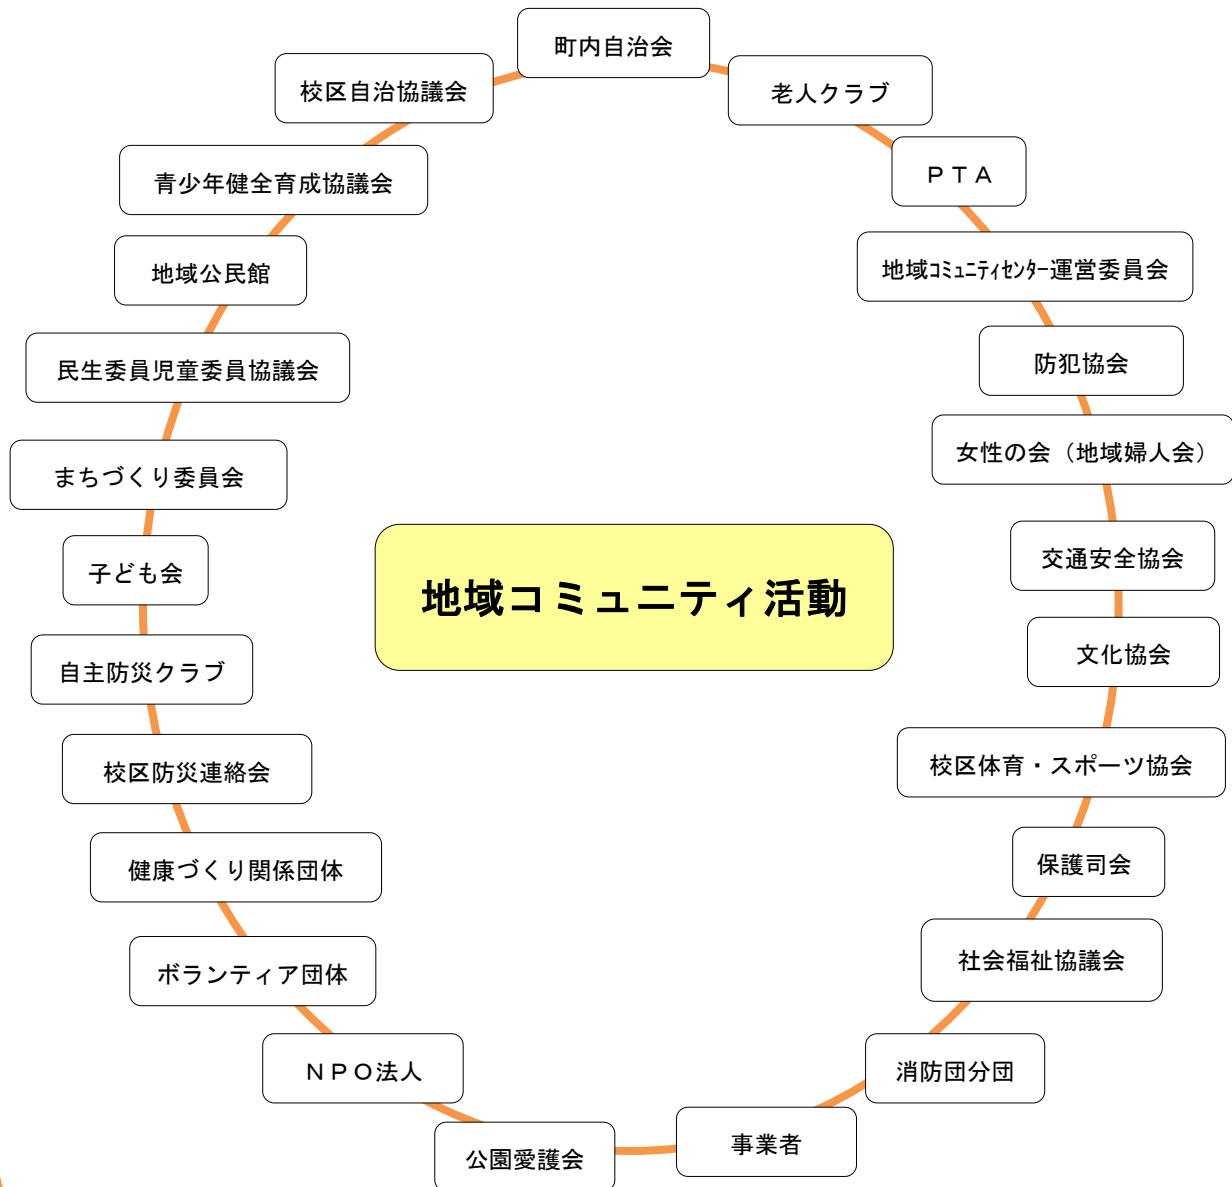 町内自治会
校区自治協議会
老人クラブ
ＰＴＡ
青少年健全育成協議会
地域公民館
地域ｺﾐｭﾆﾃｨｾﾝﾀｰ運営委員会
民生委員児童委員協議会
防犯協会
女性の会（地域婦人会）
まちづくり委員会
交通安全協会
子ども会
地域コミュニティ活動
文化協会
自主防災クラブ
校区防災連絡会
校区体育・スポーツ協会
健康づくり関係団体
保護司会
社会福祉協議会
ボランティア団体
ＮＰＯ法人
消防団分団
事業者
公園愛護会